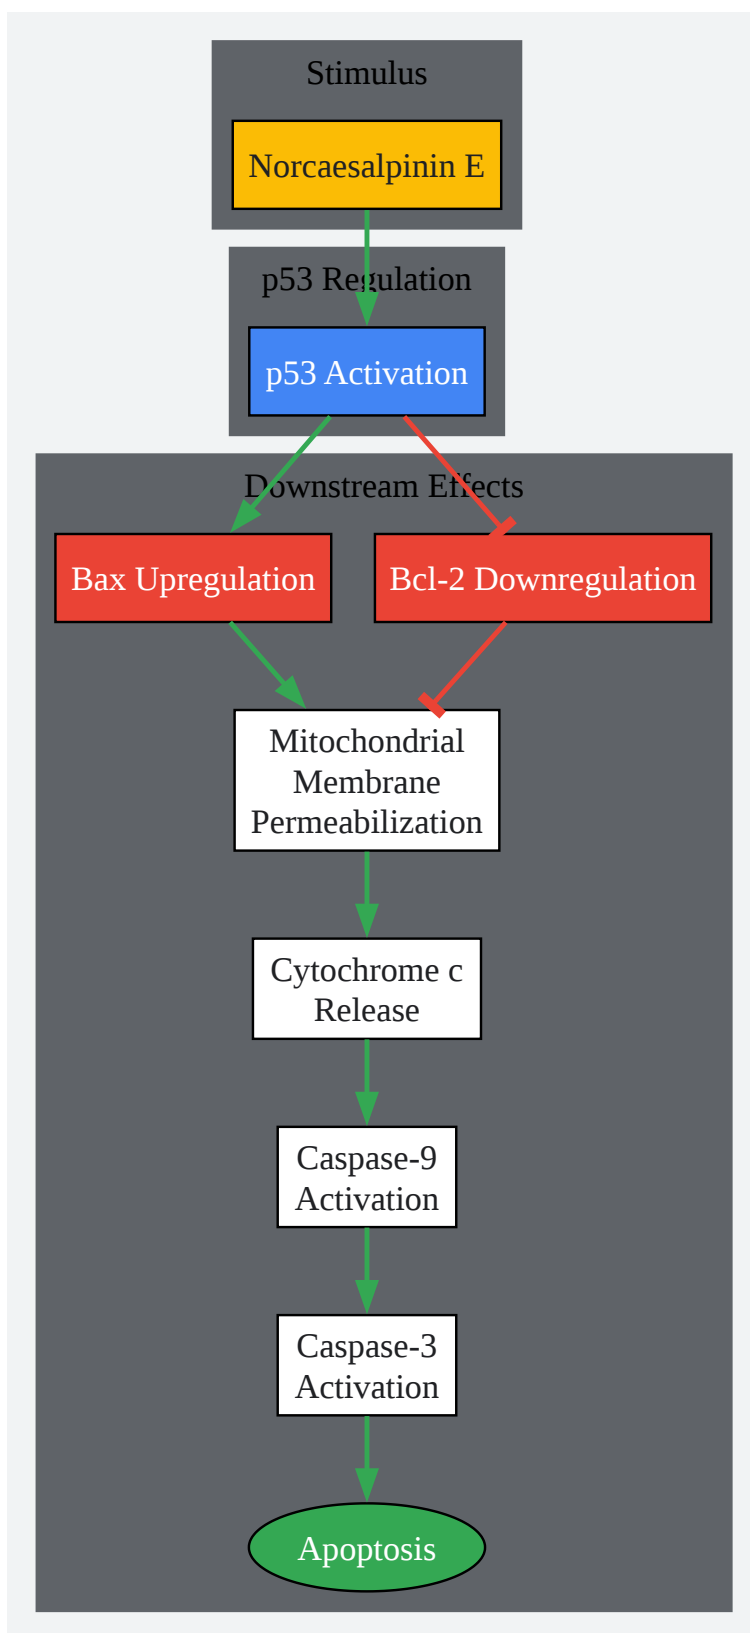 Stimulus
Norcaesalpinin E
p53 Regulation
p53 Activation
Downstream Effects
Bax Upregulation
Bcl-2 Downregulation
Mitochondrial
Membrane
Permeabilization
Cytochrome c
Release
Caspase-9
Activation
Caspase-3
Activation
Apoptosis